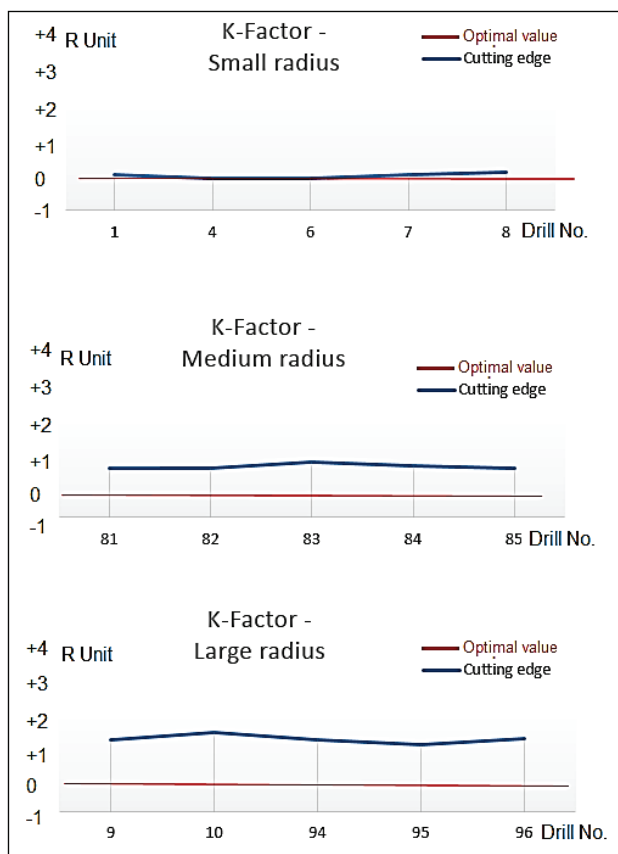 K-Factor -
Small radius
R Unit
+4
+3
+2
+1
0
-1
Optimal value
Cutting edge
1 4 6 7 8 Drill No.
K-Factor -
Medium radius
R Unit
+4
+3
+2
+1
0
-1
Optimal value
Cutting edge
81 82 83 84 85 Drill No.
K-Factor -
Large radius
R Unit
+4
+3
+2
+1
0
-1
Optimal value
Cutting edge
9 10 94 95 96 Drill No.